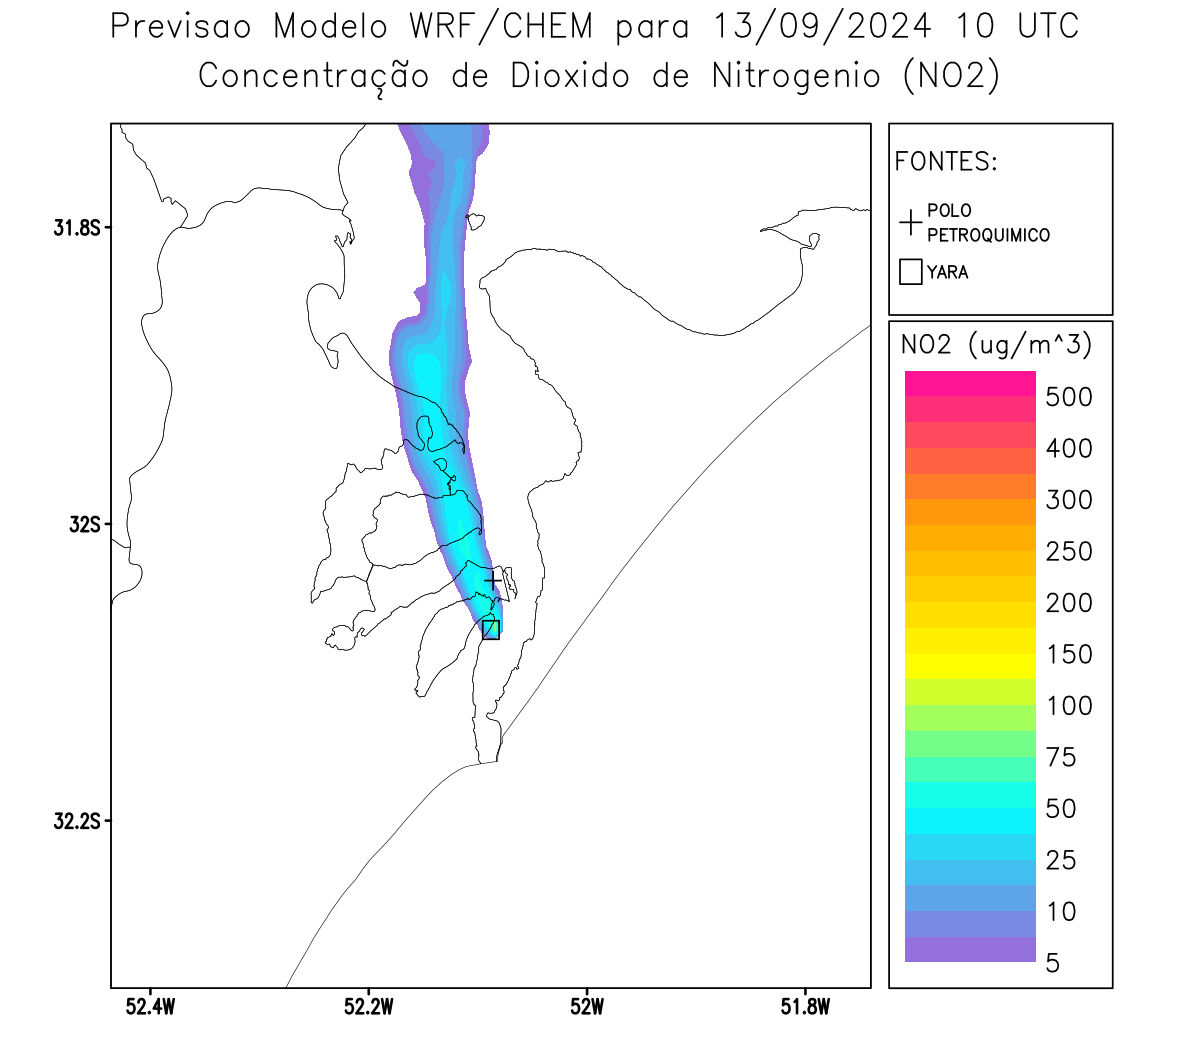 Previsao Modelo WRF/CHEM para 13/09/2024 10 UTC
Concentração de Dioxido de Nitrogenio (NO2)
FONTES:
POLO
PETROQUIMICO
YARA
NO2 (ug/m^3)
500
400
300
250
200
150
100
75
50
25
10
5
31.8S
32S
32.2S
52.4W
52.2W
52W
51.8W